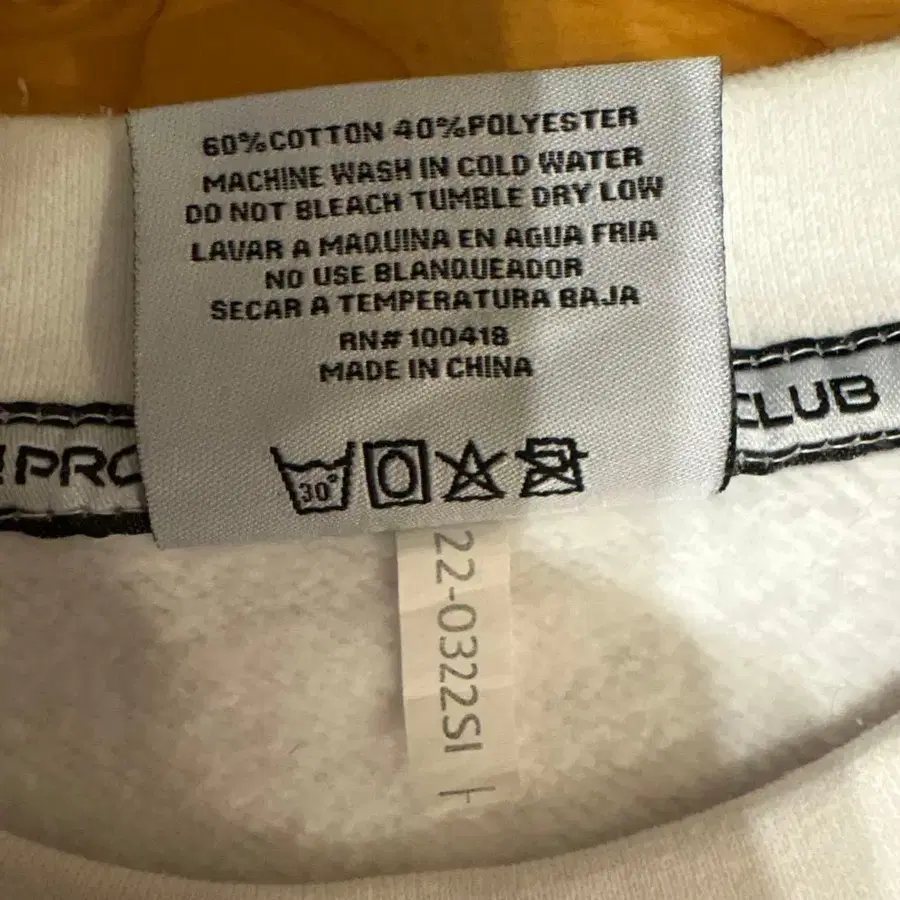 60%COTTON 40%POLYESTER
MACHINE WASH IN COLD WATER
DO NOT BLEACH TUMBLE DRY LOW
LAVAR A MAQUINA EN AGUA FRIA
NO USE BLANQUEADOR
SECAR A TEMPERATURA BAJA
RN# 100418
MADE IN CHINA
30°
PRO
CLUB
22-0322SI